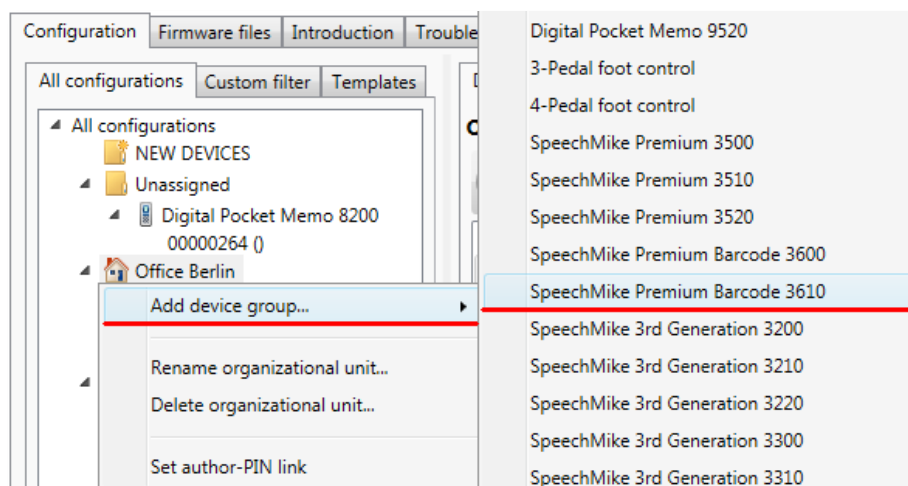 Configuration
Firmware files
Introduction
Trouble
All configurations
Custom filter
Templates
All configurations
NEW DEVICES
Unassigned
Digital Pocket Memo 8200
00000264 ()
Office Berlin
Add device group...
Rename organizational unit...
Delete organizational unit...
Set author-PIN link
Digital Pocket Memo 9520
3-Pedal foot control
4-Pedal foot control
SpeechMike Premium 3500
SpeechMike Premium 3510
SpeechMike Premium 3520
SpeechMike Premium Barcode 3600
SpeechMike Premium Barcode 3610
SpeechMike 3rd Generation 3200
SpeechMike 3rd Generation 3210
SpeechMike 3rd Generation 3220
SpeechMike 3rd Generation 3300
SpeechMike 3rd Generation 3310